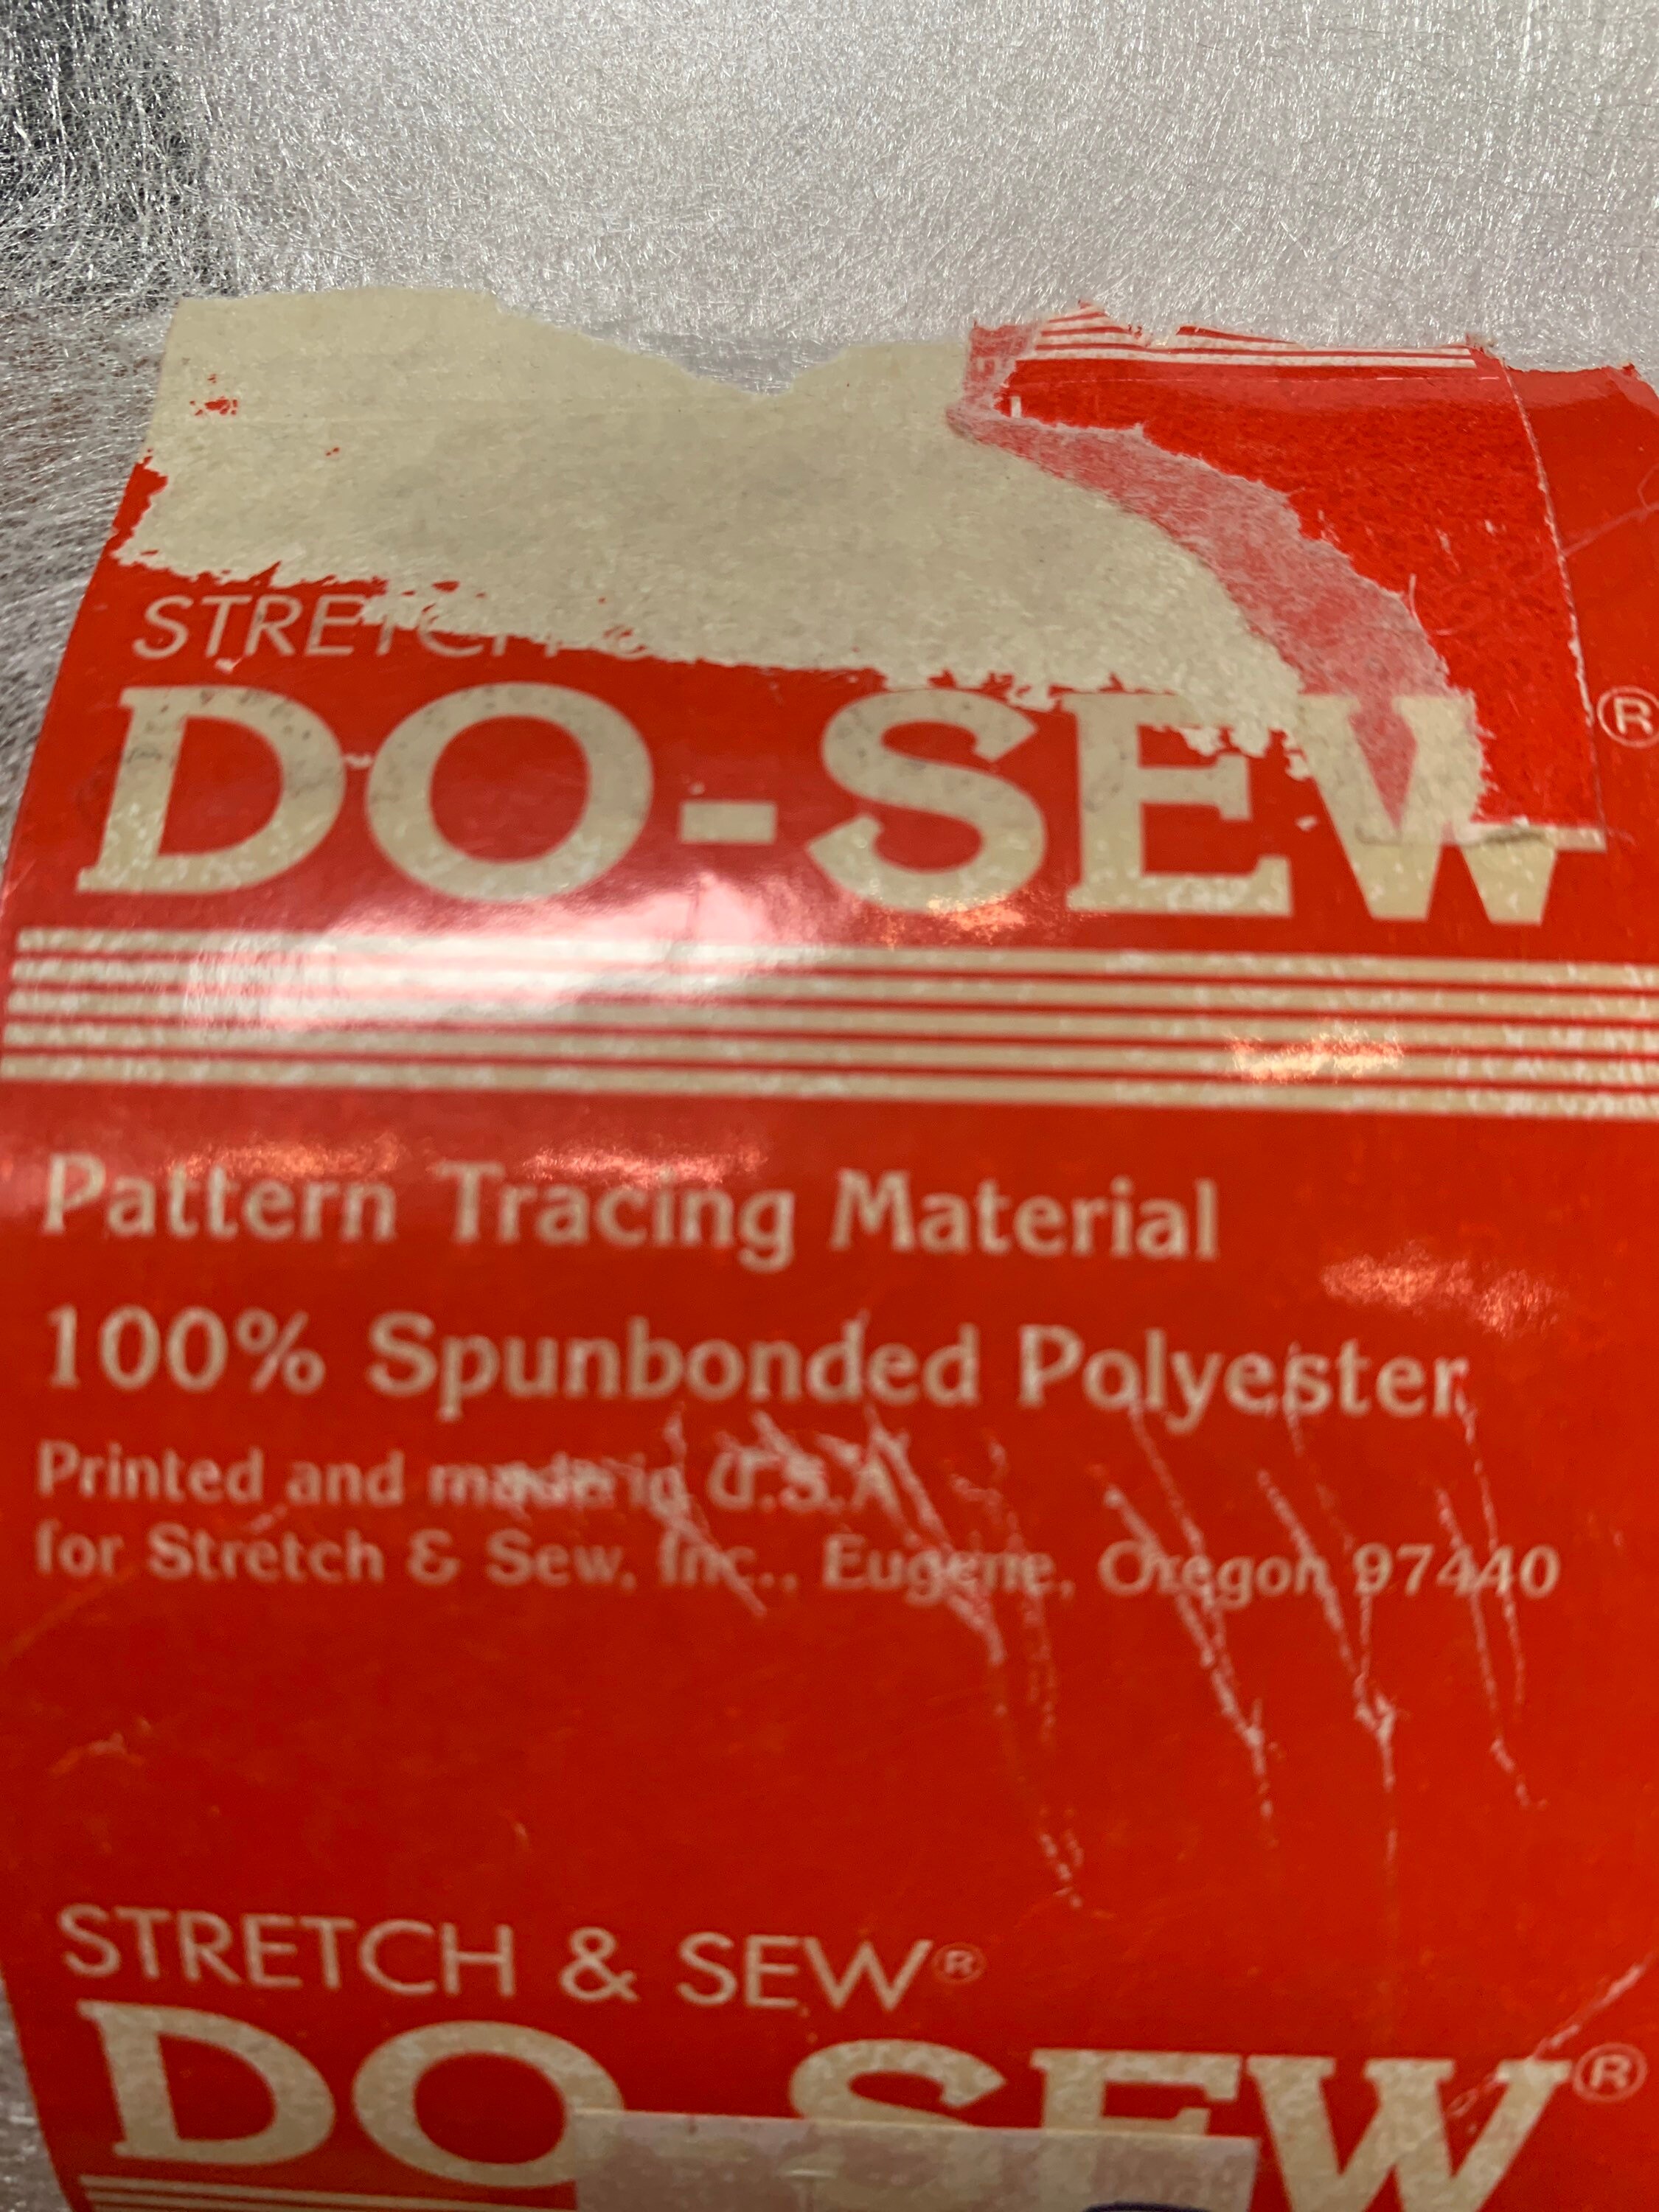 STRETCH
DO-SEW®
Pattern Tracing Material
100% Spunbonded Polyester
Printed and made in U.S.A
for Stretch & Sew, Inc., Eugene, Oregon 97440
STRETCH & SEW®
DO-SEW®